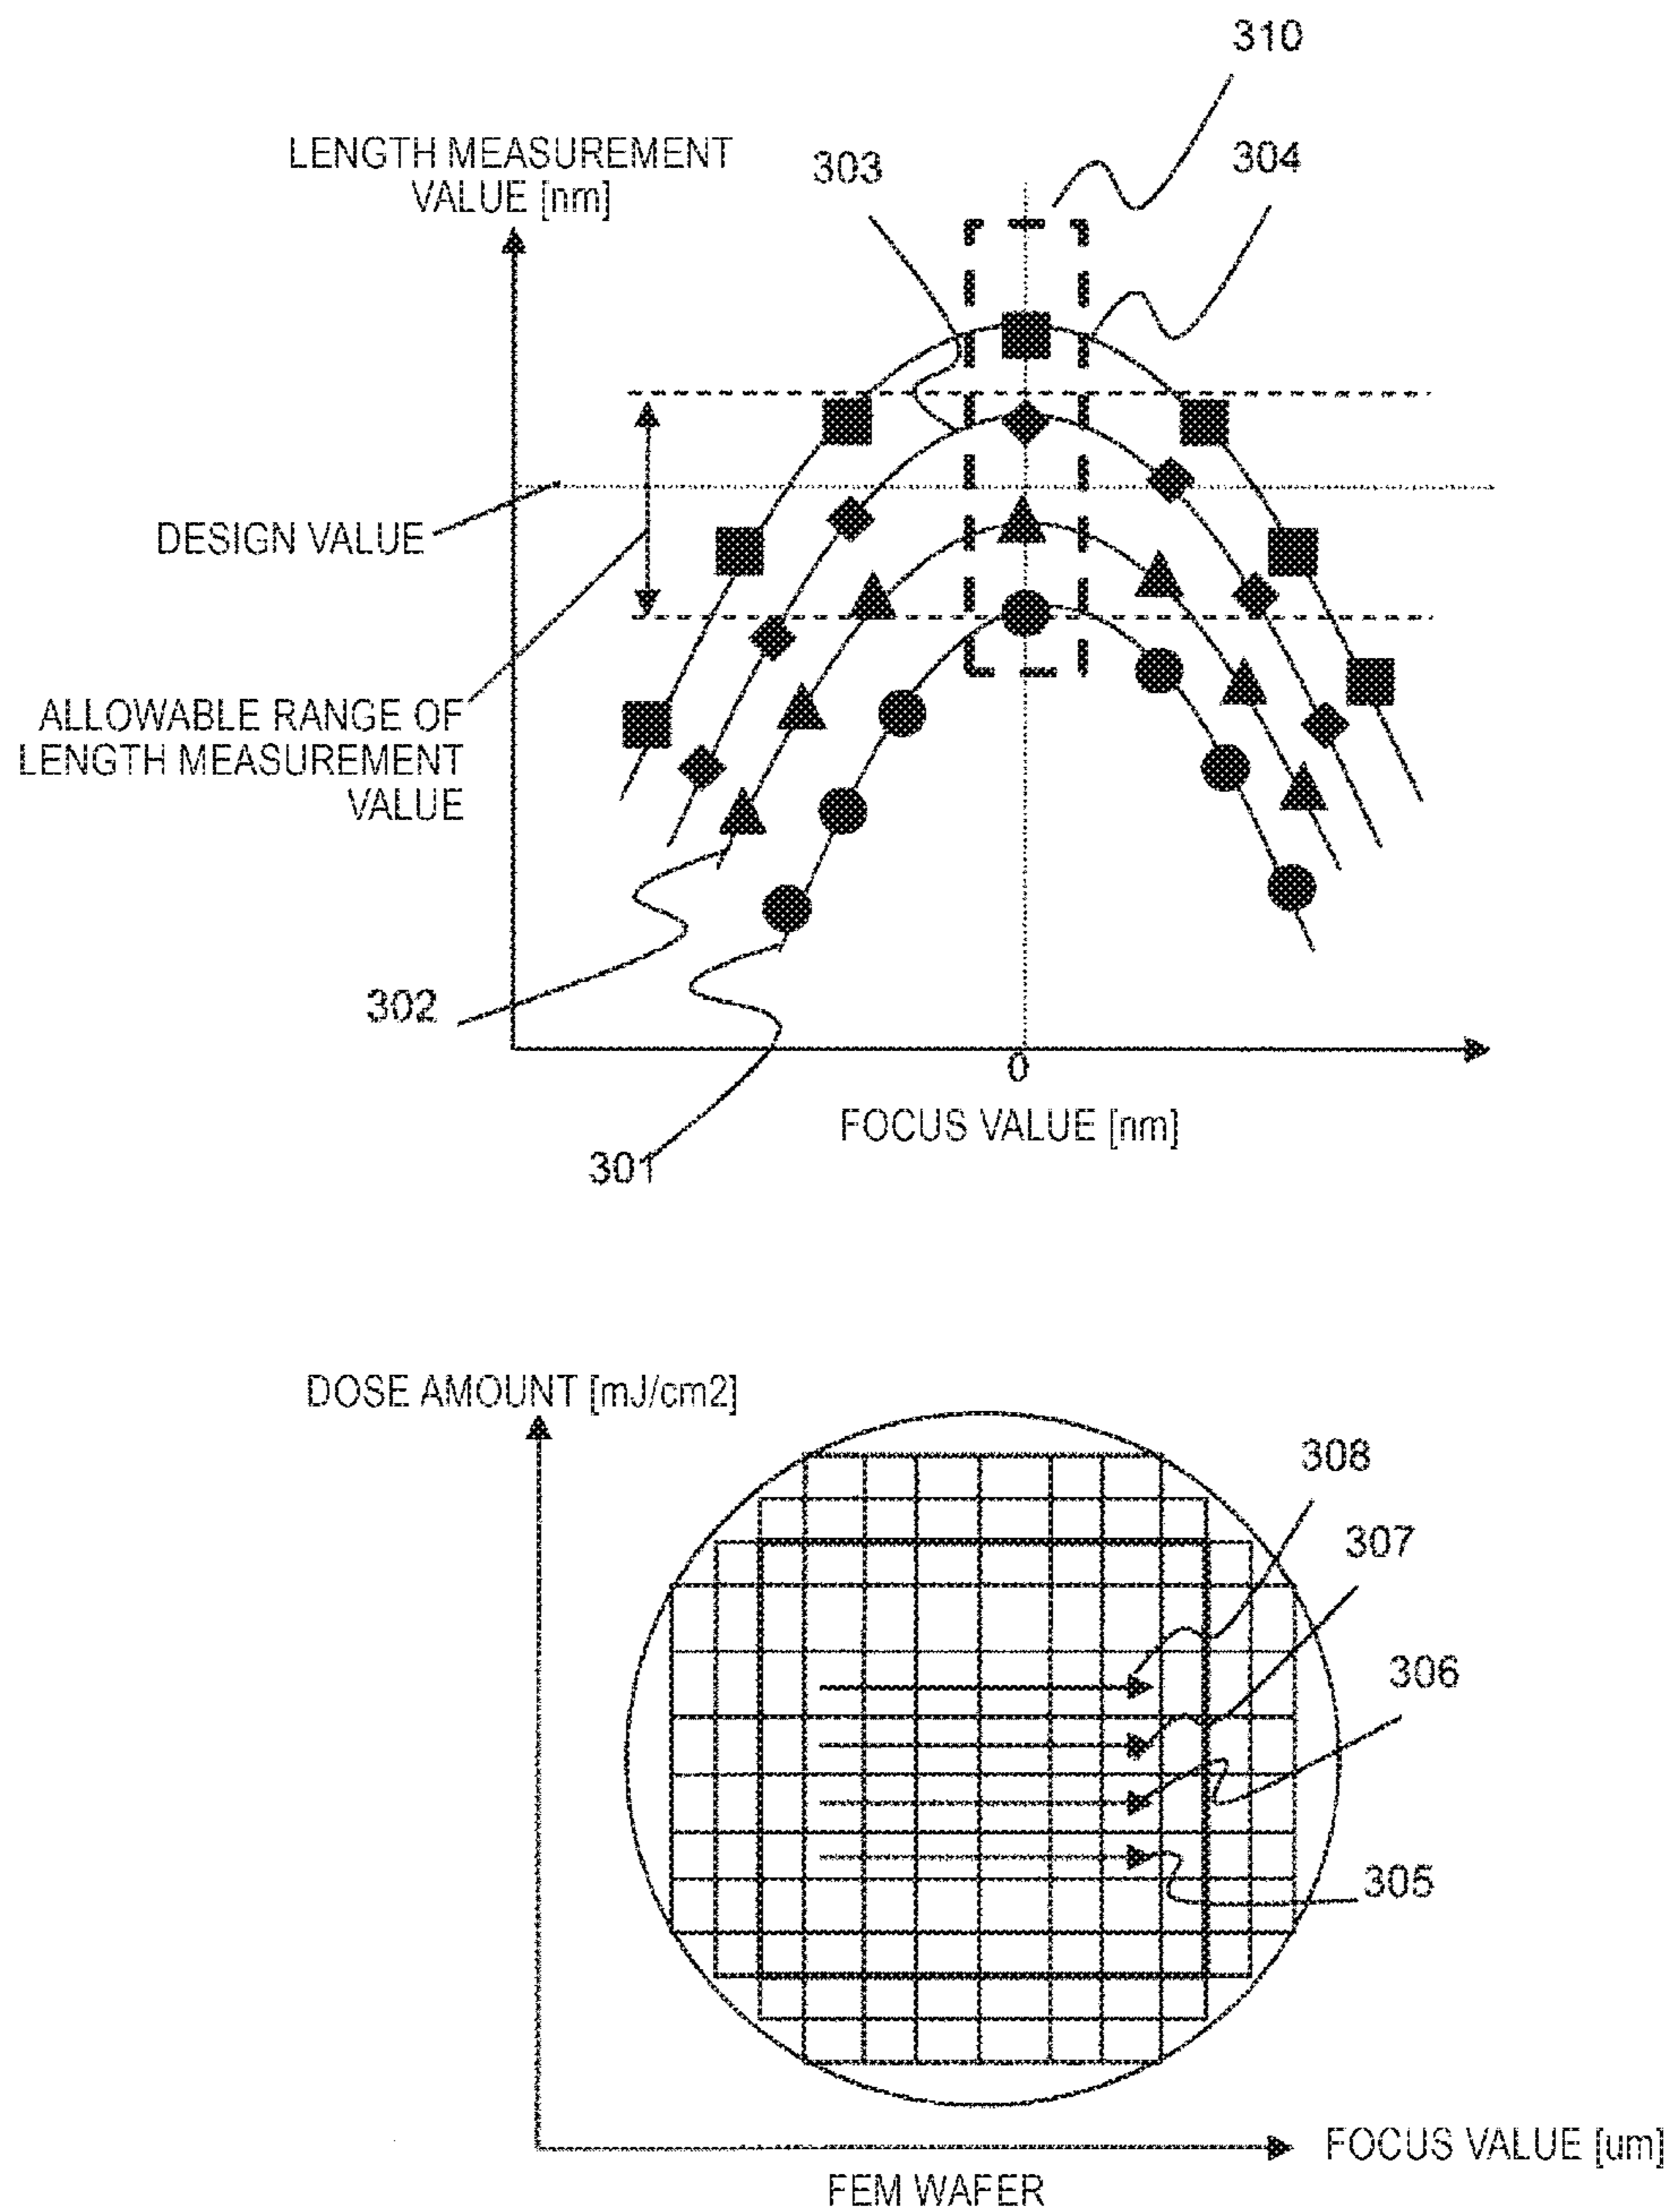 310
LENGTH MEASUREMENT
VALUE [nm]
303
304
DESIGN VALUE
ALLOWABLE RANGE OF
LENGTH MEASUREMENT
VALUE
302
0
FOCUS VALUE [nm]
301
DOSE AMOUNT [mJ/cm2]
308
307
306
305
FOCUS VALUE [um]
FEM WAFER